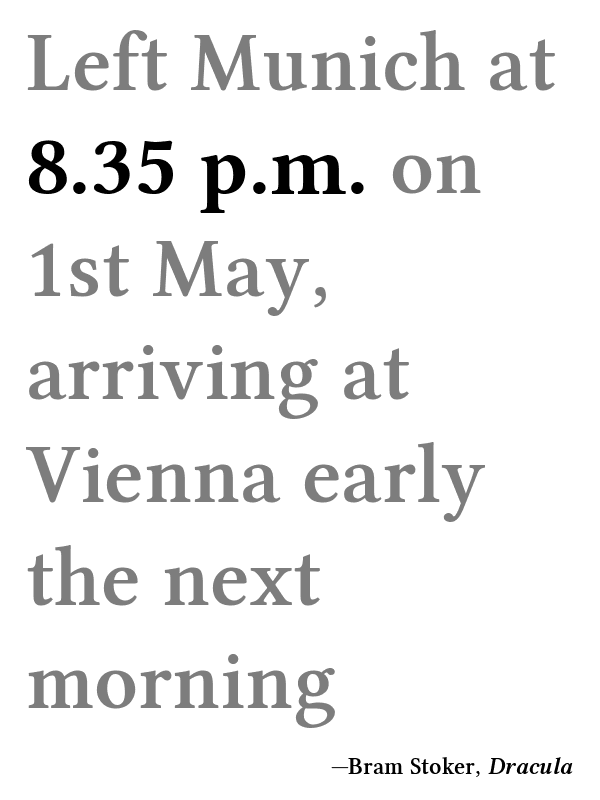 Left Munich at
8.35 p.m. on
1st May,
arriving at
Vienna early
the next
morning
—Bram Stoker, Dracula